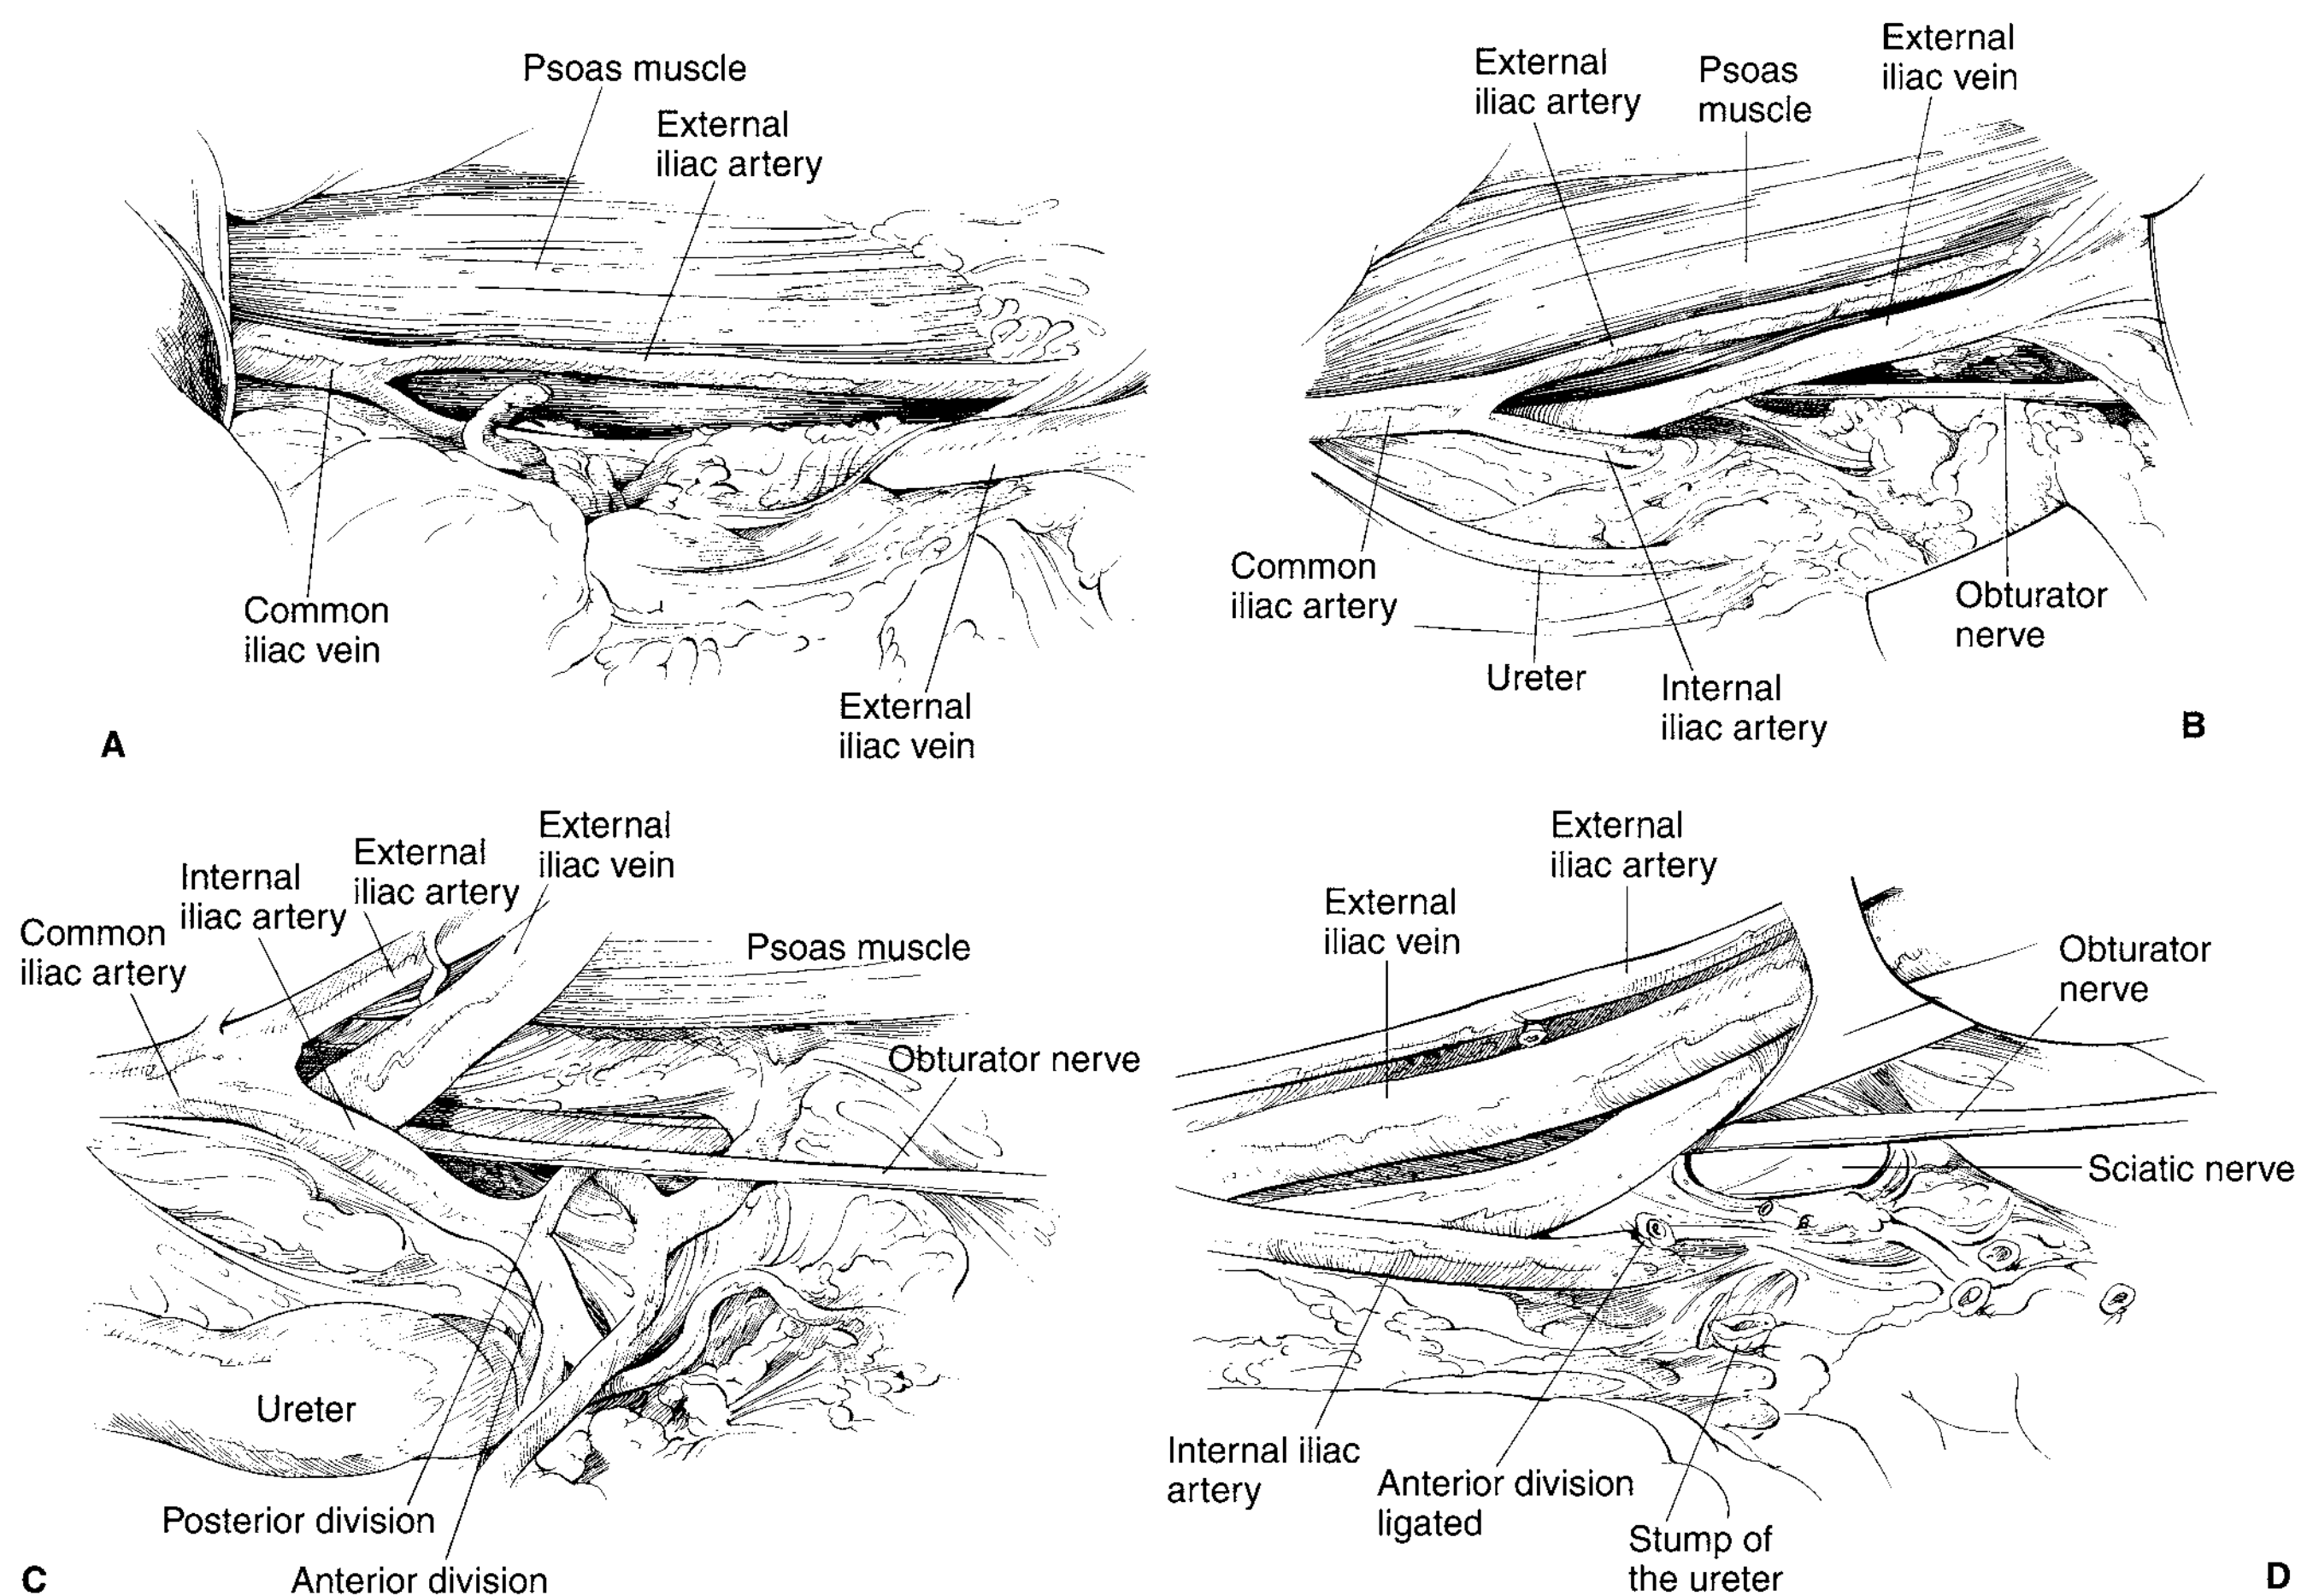 Psoas muscle
External
iliac artery
Common
iliac vein
External
iliac vein
A
External
iliac artery
Psoas
muscle
External
iliac vein
Common
iliac artery
Ureter
Internal
iliac artery
Obturator
nerve
B
Common
iliac artery
Internal
iliac artery
External
iliac artery
External
iliac vein
Psoas muscle
Obturator nerve
Ureter
Posterior division
Anterior division
C
External
iliac vein
External
iliac artery
Obturator
nerve
Sciatic nerve
Internal iliac
artery
Anterior division
ligated
Stump of
the ureter
D